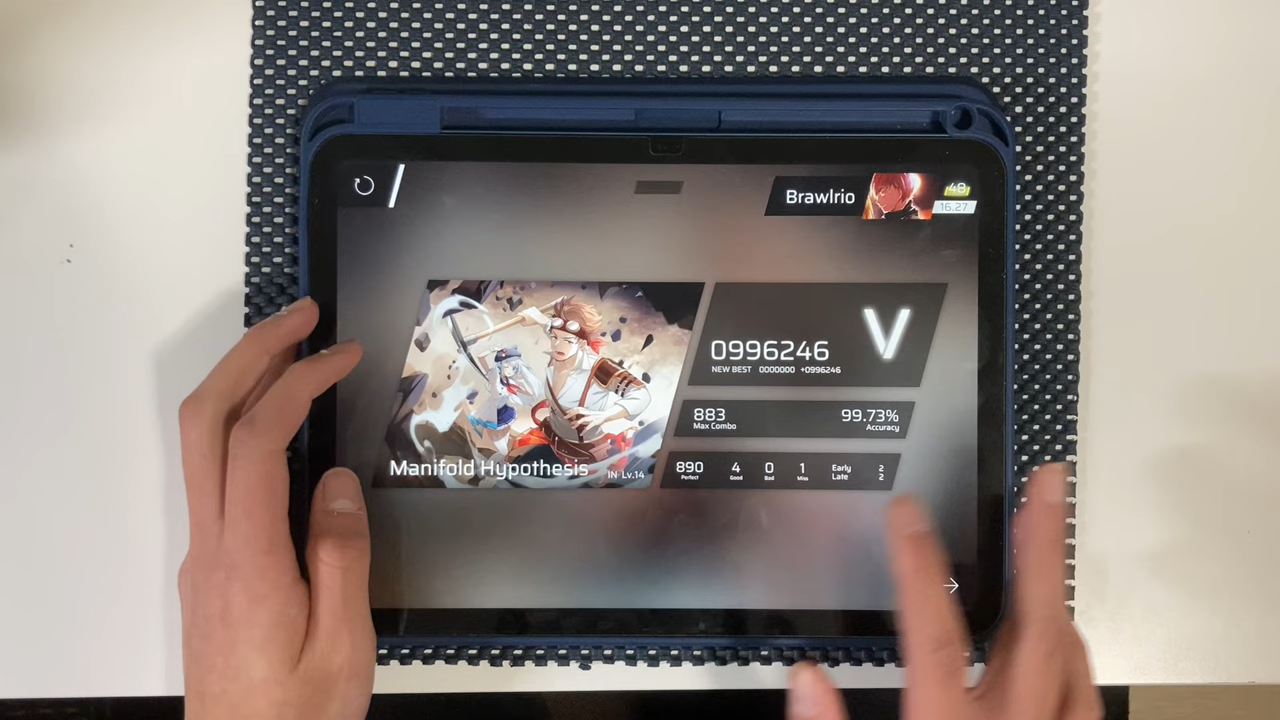 Brawlrio
48
16.27
V
0996246
NEW BEST 0000000 +0996246
883 99.73%
Max Combo Accuracy
890 4 0 1 Early 2
Perfect Good Bad Miss Late 2
Manifold Hypothesis IN Lv.14